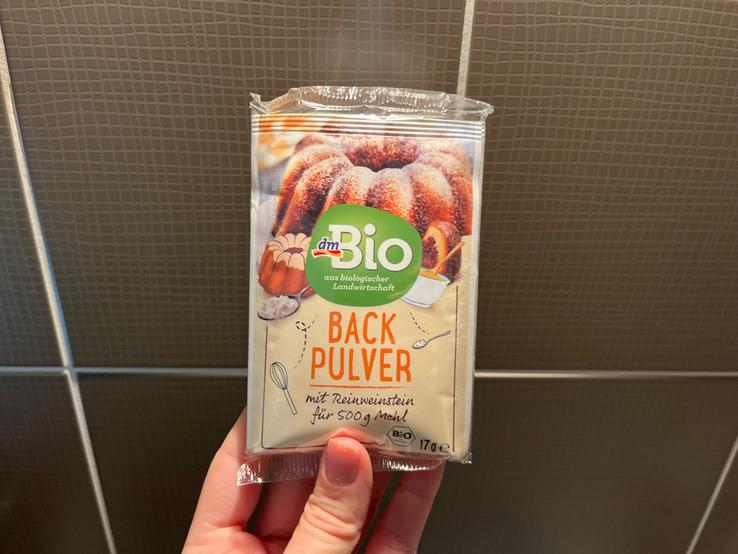 dm
Bio
aus biologischer
Landwirtschaft
BACK
PULVER
mit Reinweinstein
für 500g Mehl
BIO
17g e